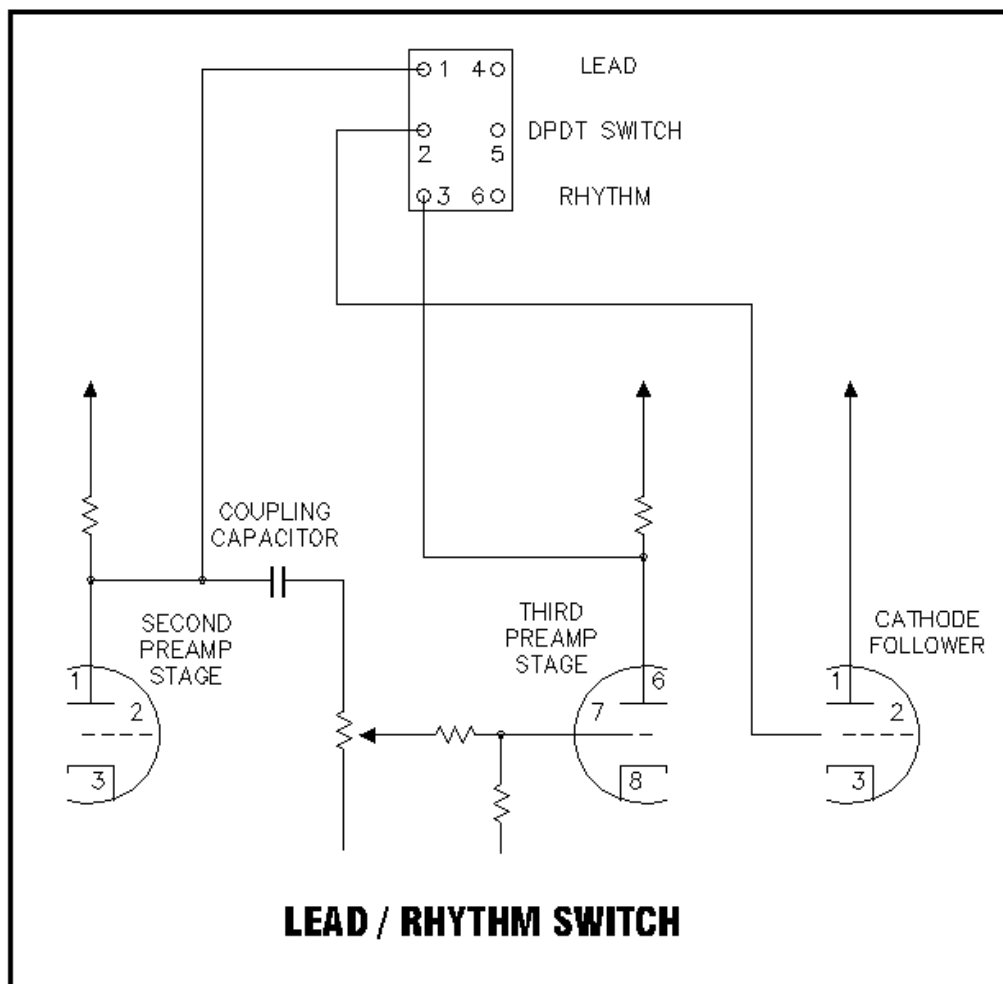 1 4 LEAD
2 5 DPDT SWITCH
3 6 RHYTHM
COUPLING
CAPACITOR
SECOND
PREAMP
STAGE
THIRD
PREAMP
STAGE
CATHODE
FOLLOWER
1
2
3
6
7
8
1
2
3
LEAD / RHYTHM SWITCH